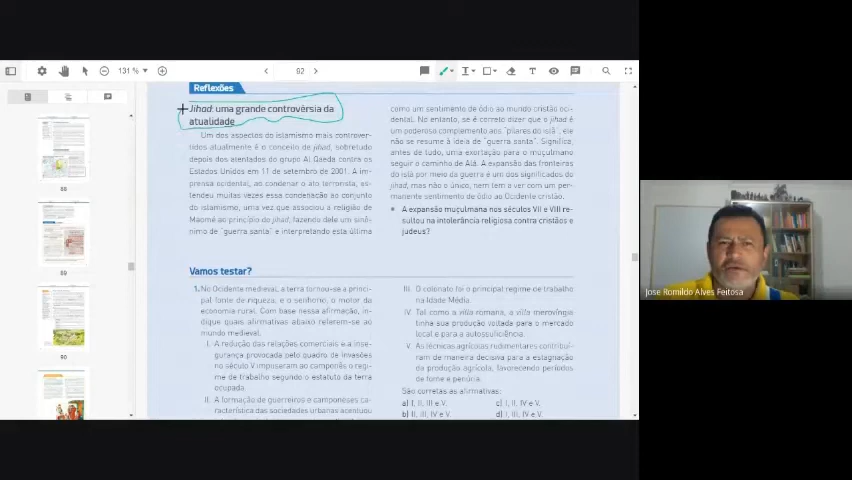 131 %
92
Reflexões
Jihad: uma grande controvérsia da
atualidade
Um dos aspectos do islamismo mais controver-
tidos atualmente é o conceito de jihad, sobretudo
depois dos atentados do grupo Al Qaeda contra os
Estados Unidos em 11 de setembro de 2001. A im-
prensa ocidental, ao condenar o ato terrorista, es-
tendeu muitas vezes essa condenação ao conjunto
do islamismo, uma vez que associou a religião de
Maomé ao princípio do jihad, fazendo dele um sinô-
nimo de "guerra santa" e interpretando esta última
como um sentimento de ódio ao mundo cristão oci-
dental. No entanto, se é correto dizer que o jihad é
um poderoso complemento aos "pilares do islã", ele
não se resume à ideia de "guerra santa". Significa,
antes de tudo, uma exortação para o muçulmano
seguir o caminho de Alá. A expansão das fronteiras
do islã por meio da guerra é um dos significados do
jihad, mas não o único, nem tem a ver com um per-
manente sentimento de ódio ao Ocidente cristão.
A expansão muçulmana nos séculos VII e VIII re-
sultou na intolerância religiosa contra cristãos e
judeus?
Vamos testar?
1. No Ocidente medieval, a terra tornou-se a princi-
pal fonte de riqueza, e o senhorio, o motor da
economia rural. Com base nessa afirmação, in-
dique quais afirmativas abaixo referem-se ao
mundo medieval.
I. A redução das relações comerciais e a inse-
gurança provocada pelo quadro de invasões
no século V impuseram ao camponês o regi-
me de trabalho segundo o estatuto da terra
ocupada.
II. A formação de guerreiros e camponeses ca-
racterística das sociedades urbanas acentuou
III. O colonato foi o principal regime de trabalho
na Idade Média.
IV. Tal como a villa romana, a villa merovíngia
tinha sua produção voltada para o mercado
local e para a autossuficiência.
V. As técnicas agrícolas rudimentares contribuí-
ram de maneira decisiva para a estagnação
da produção agrícola, favorecendo períodos
de fome e penúria.
São corretas as afirmativas:
a) I, II, III e V.
c) I, II, IV e V.
b) II, III, IV e V.
d) I, III, IV e V.
88
89
90
Jose Romildo Alves Feitosa